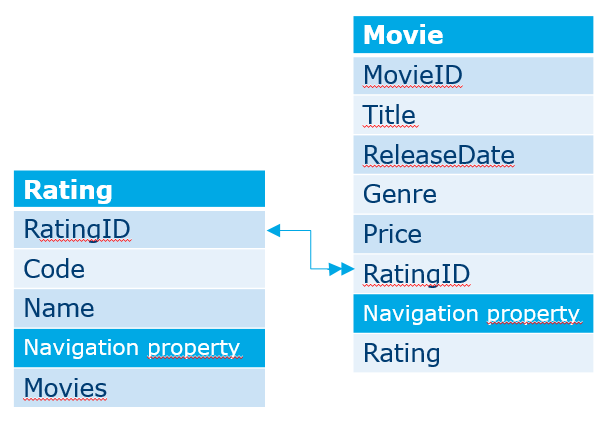 Movie
MovieID
Title
ReleaseDate
Genre
Price
RatingID
Navigation property
Rating
Rating
RatingID
Code
Name
Navigation property
Movies